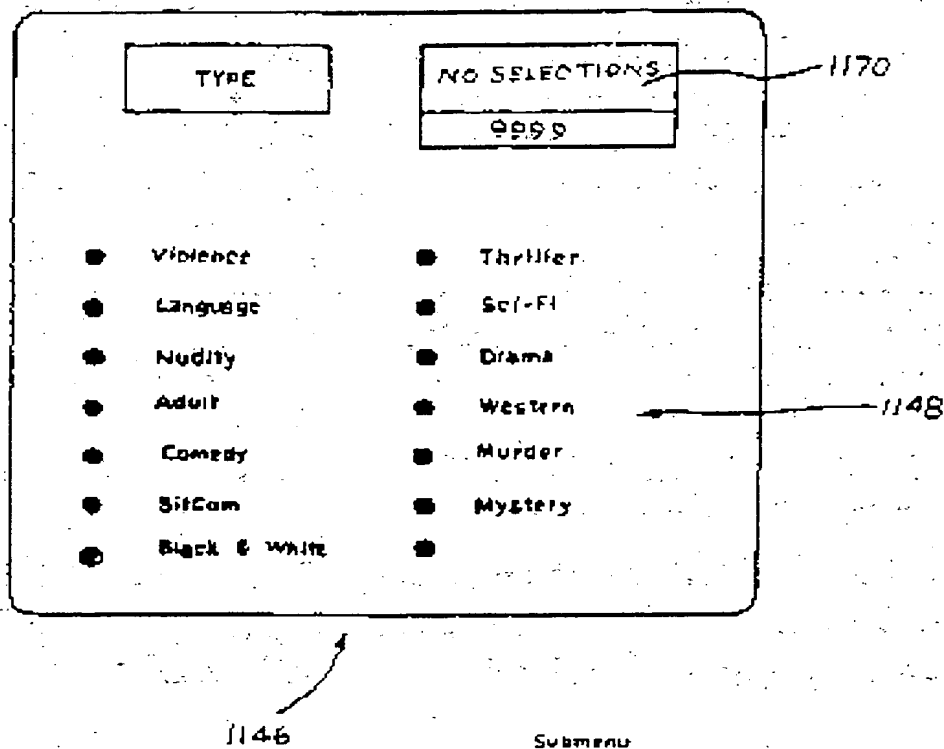 TYPE
NO SELECTIONS
9999
1170
Violence
Thriller
Language
Sci-Fi
Nudity
Drama
Adult
Western
1148
Comedy
Murder
SitCom
Mystery
Black & White
1146
Submenu